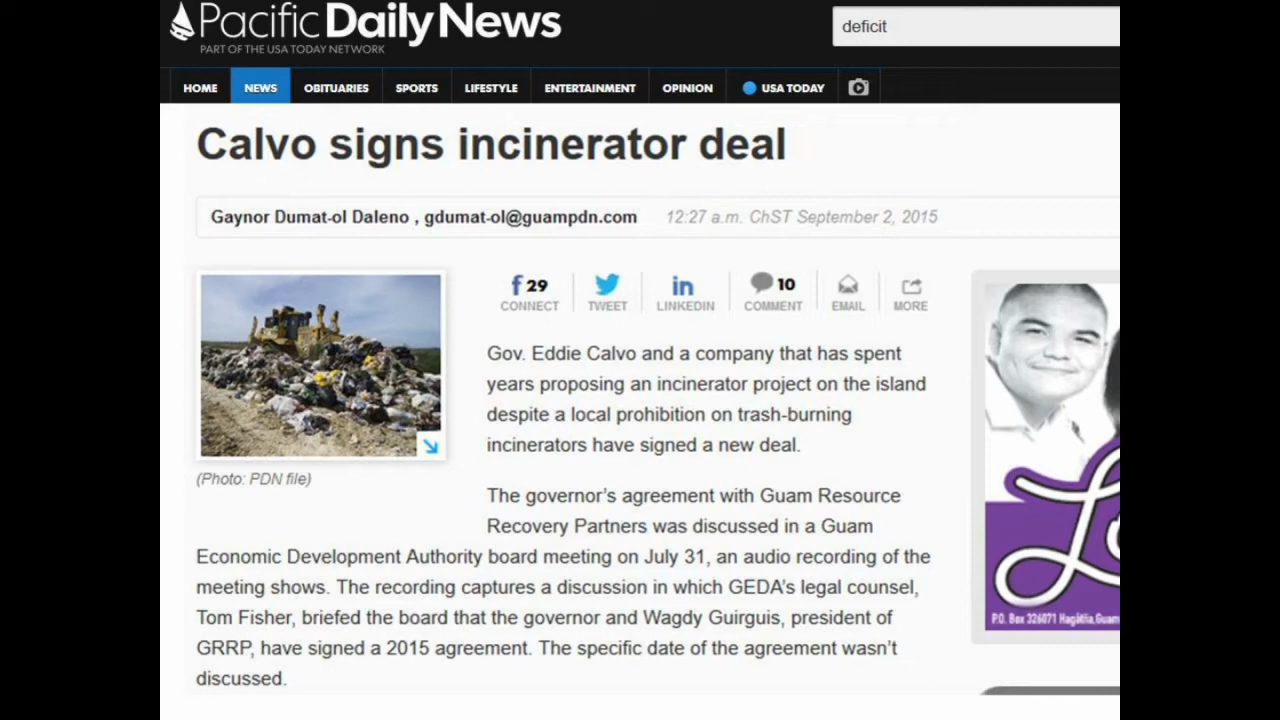 Pacific Daily News
PART OF THE USA TODAY NETWORK
deficit
HOME NEWS OBITUARIES SPORTS LIFESTYLE ENTERTAINMENT OPINION USA TODAY
Calvo signs incinerator deal
Gaynor Dumat-ol Daleno , gdumat-ol@guampdn.com 12:27 a.m. ChST September 2, 2015
f 29 10
CONNECT TWEET in LINKEDIN COMMENT EMAIL MORE
(Photo: PDN file)
Gov. Eddie Calvo and a company that has spent
years proposing an incinerator project on the island
despite a local prohibition on trash-burning
incinerators have signed a new deal.
The governor's agreement with Guam Resource
Recovery Partners was discussed in a Guam
Economic Development Authority board meeting on July 31, an audio recording of the
meeting shows. The recording captures a discussion in which GEDA's legal counsel,
Tom Fisher, briefed the board that the governor and Wagdy Guirguis, president of
GRRP, have signed a 2015 agreement. The specific date of the agreement wasn't
discussed.
P.O. Box 326071 Hagåtña, Guam